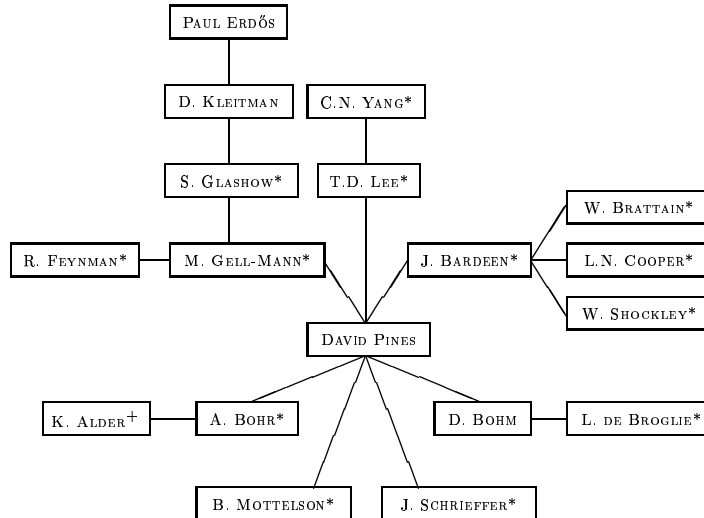 Paul Erdős
D. Kleitman
C.N. Yang*
S. Glashow*
T.D. Lee*
W. Brattain*
R. Feynman*
M. Gell-Mann*
J. Bardeen*
L.N. Cooper*
W. Shockley*
David Pines
K. Alder+
A. Bohr*
D. Bohm
L. de Broglie*
B. Mottelson*
J. Schrieffer*